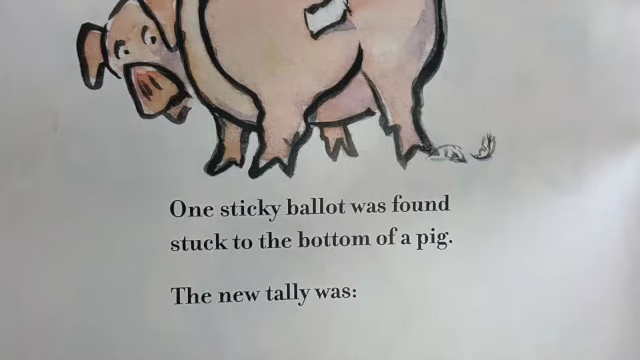 One sticky ballot was found
stuck to the bottom of a pig.
The new tally was: